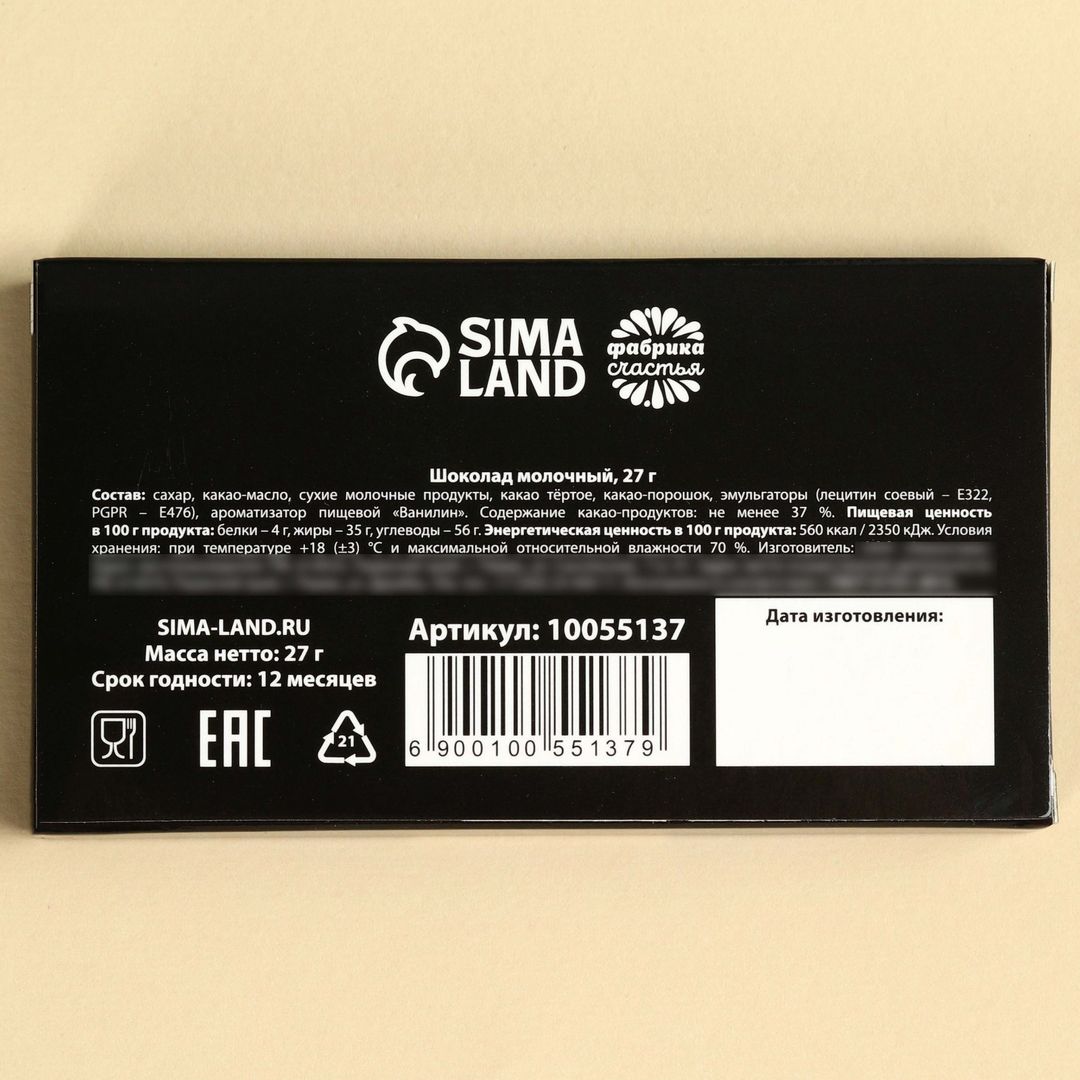 SIMA
LAND
фабрика
счастья
Шоколад молочный, 27 г
Состав: сахар, какао-масло, сухие молочные продукты, какао тёртое, какао-порошок, эмульгаторы (лецитин соевый – Е322,
PGPR – Е476), ароматизатор пищевой «Ванилин». Содержание какао-продуктов: не менее 37 %. Пищевая ценность
в 100 г продукта: белки – 4 г, жиры – 35 г, углеводы – 56 г. Энергетическая ценность в 100 г продукта: 560 ккал / 2350 кДж. Условия
хранения: при температуре +18 (±3) °С и максимальной относительной влажности 70 %. Изготовитель:
SIMA-LAND.RU
Масса нетто: 27 г
Срок годности: 12 месяцев
EAC
21
Артикул: 10055137
6 900100 551379
Дата изготовления: